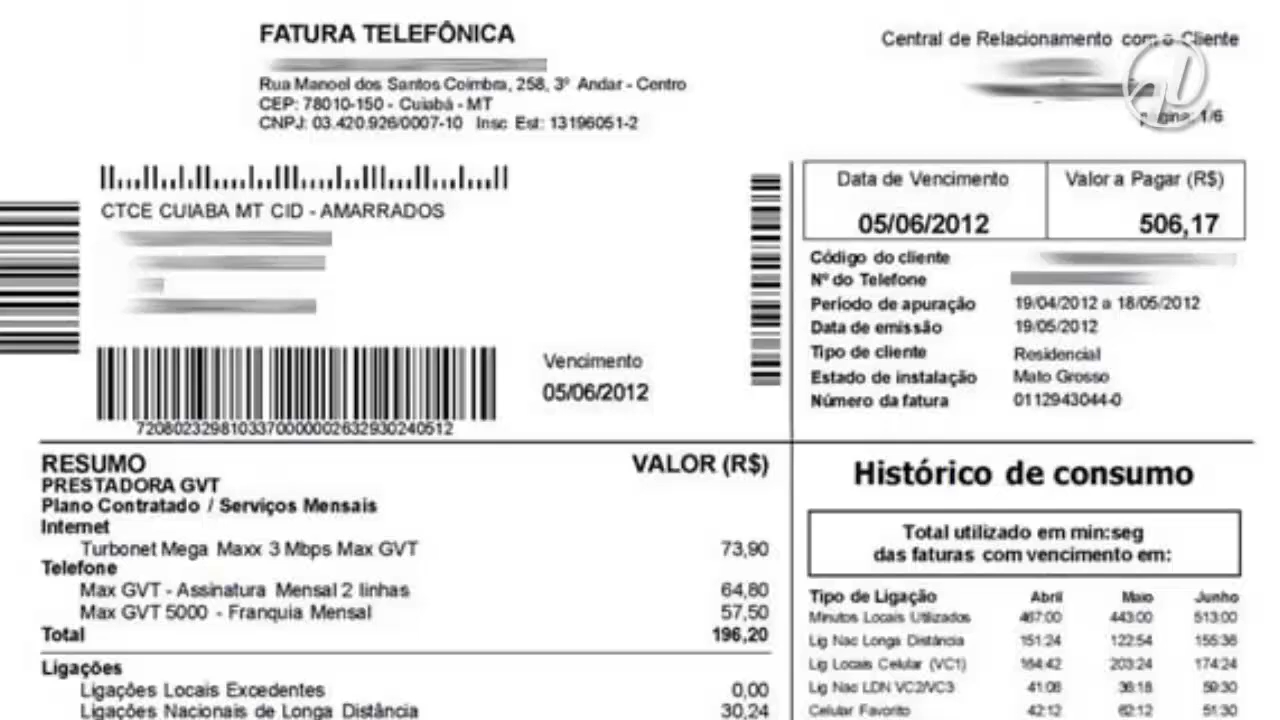 FATURA TELEFÔNICA
Rua Manoel dos Santos Coimbra, 258, 3º Andar - Centro
CEP: 78010-150 - Cuiabá - MT
CNPJ: 03.420.926/0007-10 Insc Est: 13196051-2
Central de Relacionamento com o Cliente
página: 1/6
CTCE CUIABA MT CID - AMARRADOS
Vencimento
05/06/2012
Data de Vencimento Valor a Pagar (R$)
05/06/2012 506,17
Código do cliente
Nº do Telefone
Período de apuração 19/04/2012 a 18/05/2012
Data de emissão 19/05/2012
Tipo de cliente Residencial
Estado de instalação Mato Grosso
Número da fatura 0112943044-0
RESUMO VALOR (R$)
PRESTADORA GVT
Plano Contratado / Serviços Mensais
Internet
Turbonet Mega Maxx 3 Mbps Max GVT 73,90
Telefone
Max GVT - Assinatura Mensal 2 linhas 64,80
Max GVT 5000 - Franquia Mensal 57,50
Total 196,20
Ligações
Ligações Locais Excedentes 0,00
Ligações Nacionais de Longa Distância 30,24
Histórico de consumo
Total utilizado em min:seg
das faturas com vencimento em:
Tipo de Ligação Abril Maio Junho
Minutos Locais Utilizados 467:00 443:00 513:00
Lig Nac Longa Distância 151:24 122:54
Lig Locais Celular (VC1) 164:42 203:24 174:24
Lig Nac LDN VC2/VC3 41:06 36:18 59:30
Celular Favorito 42:12 62:12 51:30